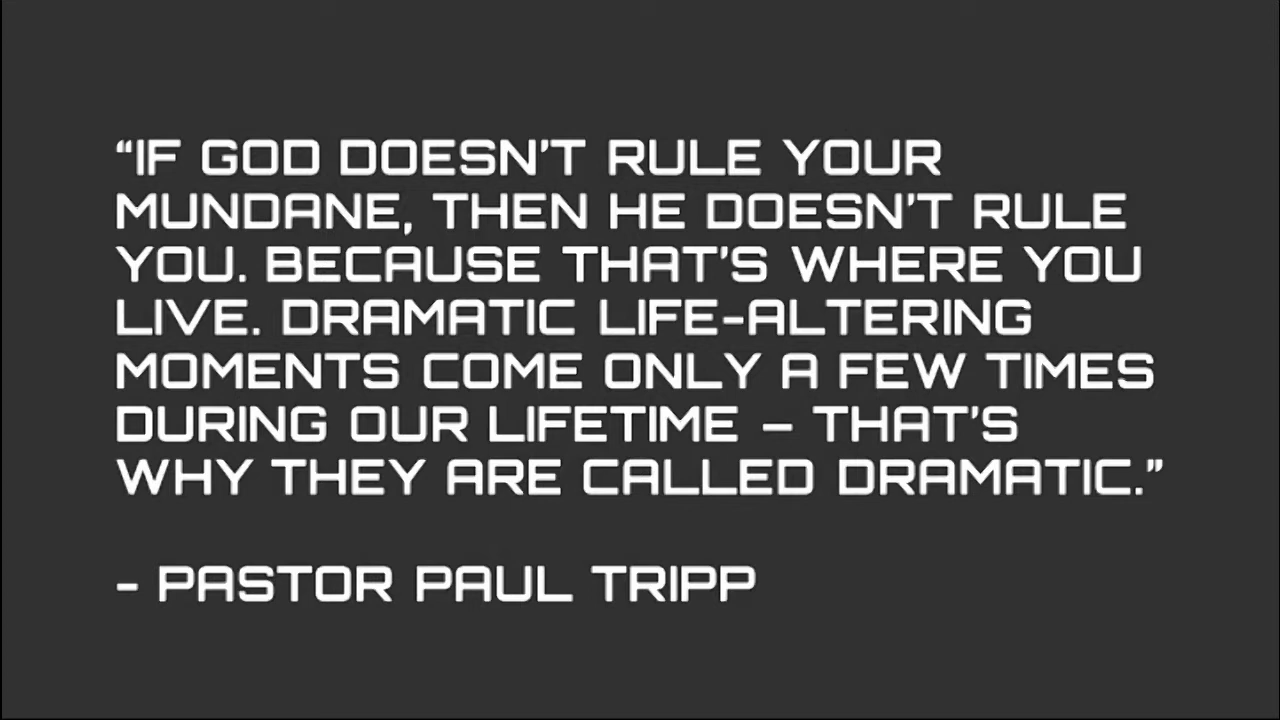 “IF GOD DOESN’T RULE YOUR
MUNDANE, THEN HE DOESN’T RULE
YOU. BECAUSE THAT’S WHERE YOU
LIVE. DRAMATIC LIFE-ALTERING
MOMENTS COME ONLY A FEW TIMES
DURING OUR LIFETIME – THAT’S
WHY THEY ARE CALLED DRAMATIC.”
- PASTOR PAUL TRIPP